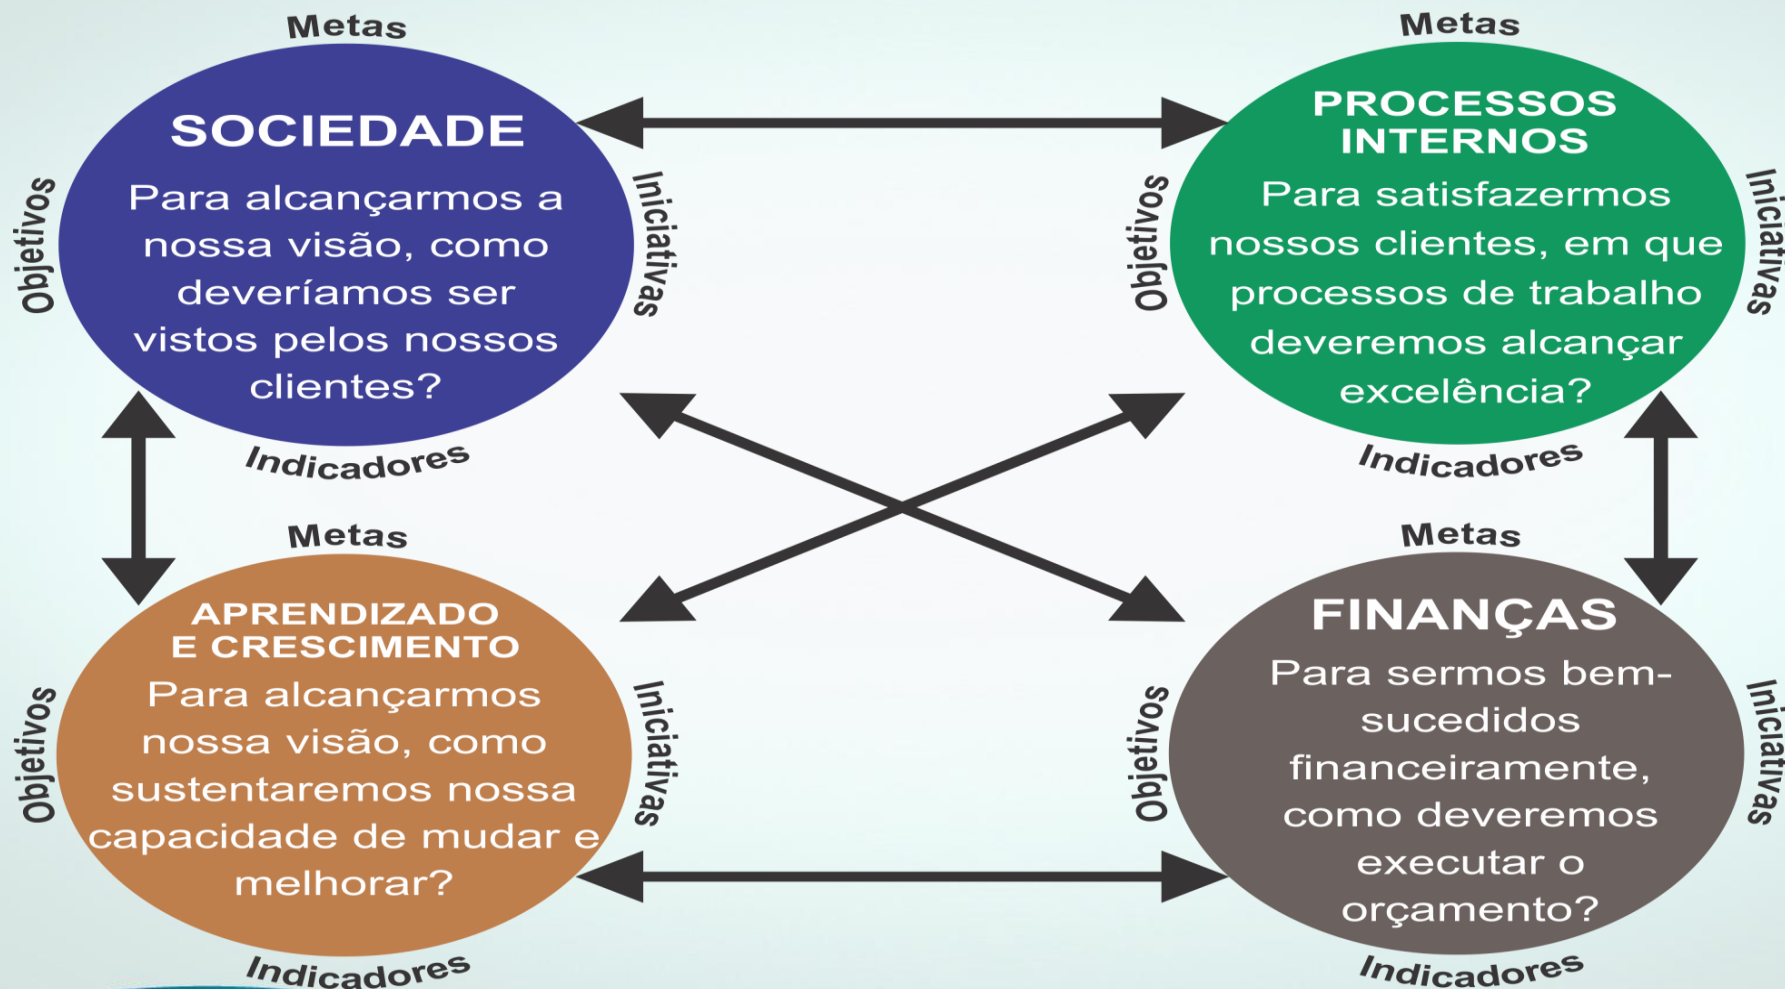 Metas
SOCIEDADE
Para alcançarmos a
nossa visão, como
deveríamos ser
vistos pelos nossos
clientes?
Objetivos
Iniciativas
Indicadores
Metas
PROCESSOS
INTERNOS
Para satisfazermos
nossos clientes, em que
processos de trabalho
deveremos alcançar
excelência?
Objetivos
Iniciativas
Indicadores
Metas
APRENDIZADO
E CRESCIMENTO
Para alcançarmos
nossa visão, como
sustentaremos nossa
capacidade de mudar e
melhorar?
Objetivos
Iniciativas
Indicadores
Metas
FINANÇAS
Para sermos bem-
sucedidos
financeiramente,
como deveremos
executar o
orçamento?
Objetivos
Iniciativas
Indicadores